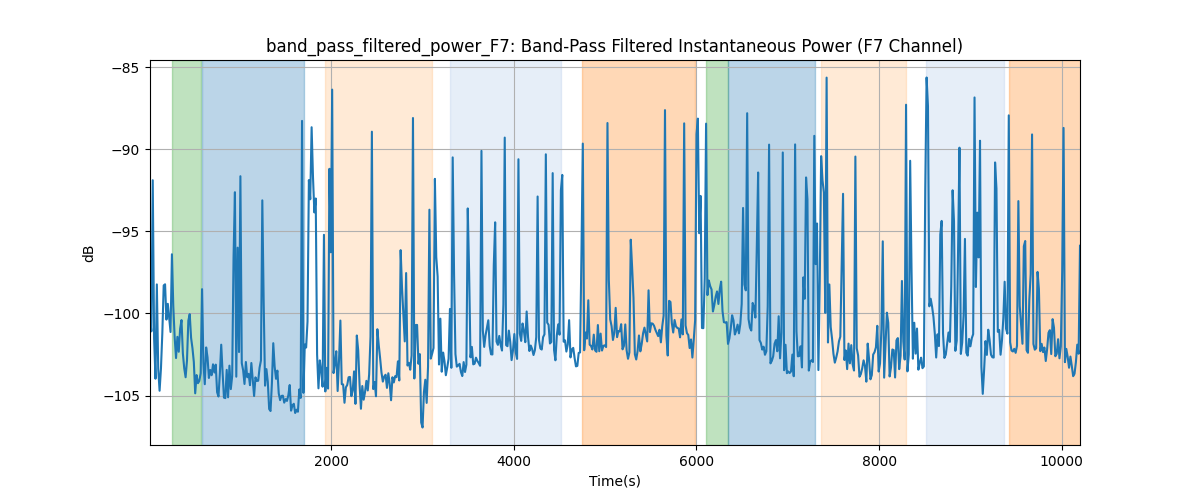 band_pass_filtered_power_F7: Band-Pass Filtered Instantaneous Power (F7 Channel)
−85
−90
−95
−100
−105
dB
2000 4000 6000 8000 10000
Time(s)